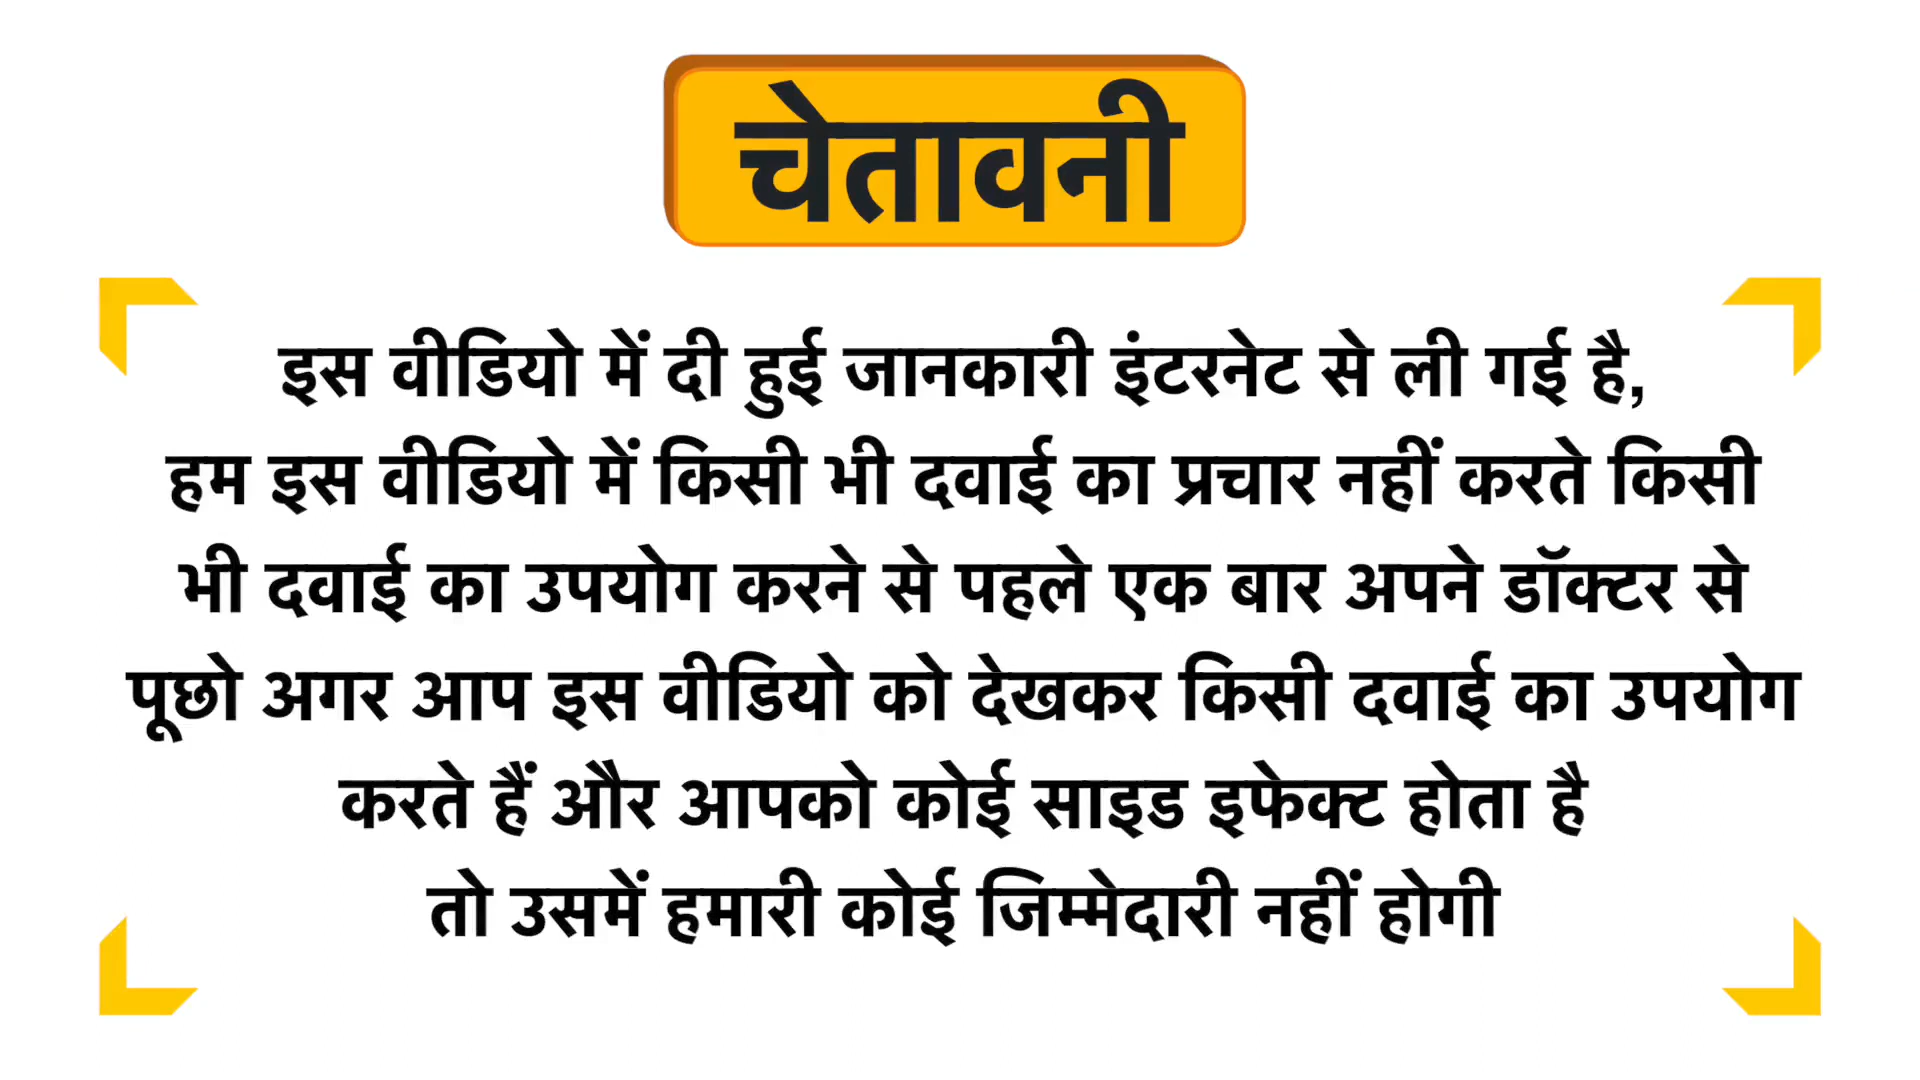 चेतावनी
इस वीडियो में दी हुई जानकारी इंटरनेट से ली गई है,
हम इस वीडियो में किसी भी दवाई का प्रचार नहीं करते किसी
भी दवाई का उपयोग करने से पहले एक बार अपने डॉक्टर से
पूछो अगर आप इस वीडियो को देखकर किसी दवाई का उपयोग
करते हैं और आपको कोई साइड इफेक्ट होता है
तो उसमें हमारी कोई जिम्मेदारी नहीं होगी